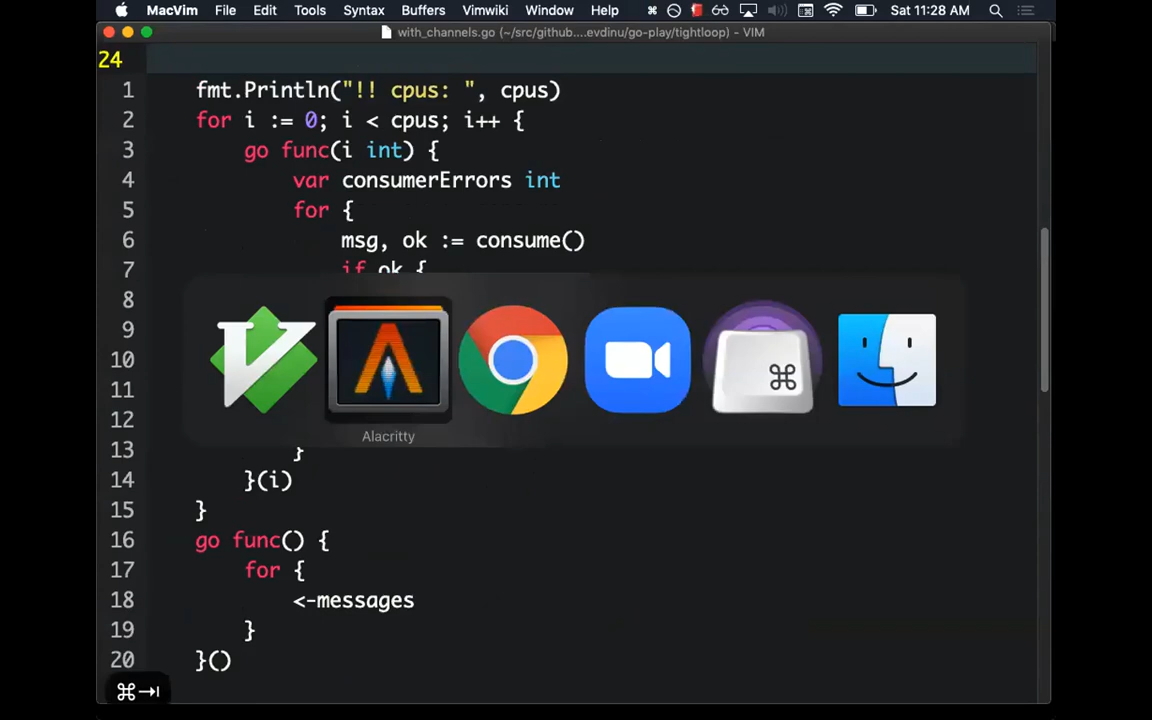 MacVim File Edit Tools Syntax Buffers Vimwiki Window Help Sat 11:28 AM
with_channels.go (~/src/github....evdinu/go-play/tightloop) - VIM
24
1 fmt.Println("!! cpus: ", cpus)
2 for i := 0; i < cpus; i++ {
3 go func(i int) {
4 var consumerErrors int
5 for {
6 msg, ok := consume()
7 if ok {
8
9
10
11
12
Alacritty
13 }
14 }(i)
15 }
16 go func() {
17 for {
18 <-messages
19 }
20 }()
⌘→|